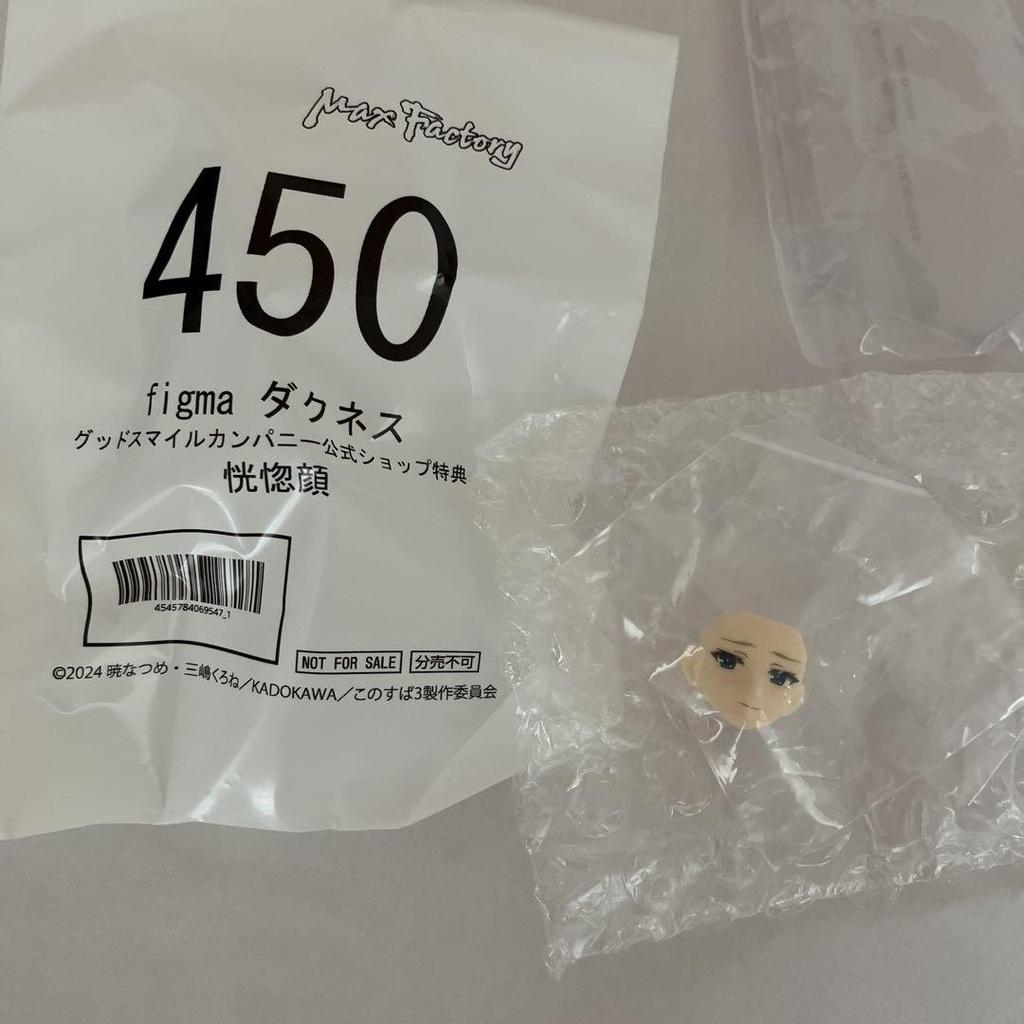 Max Factory
450
figma ダクネス
グッドスマイルカンパニー公式ショップ特典
恍惚顔
4545784069547_1
NOT FOR SALE 分売不可
©2024 暁なつめ・三嶋くろね／KADOKAWA／このすば3製作委員会